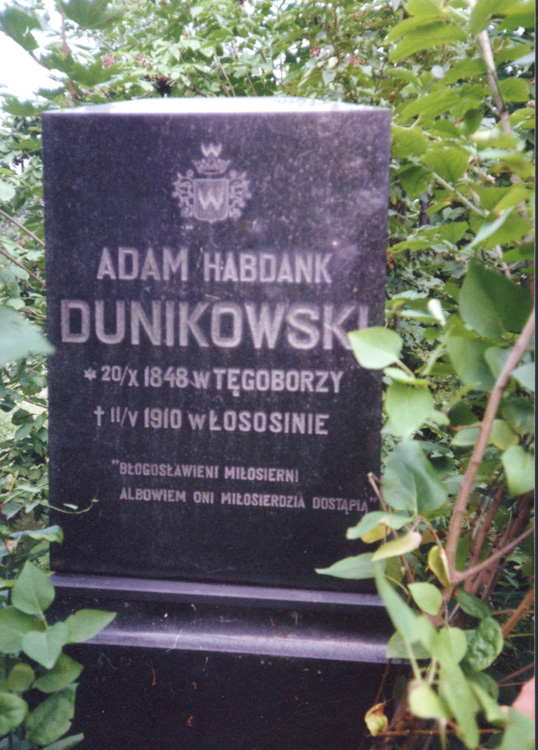 W
ADAM HABDANK
DUNIKOWSKI
* 20/X 1848 W TĘGOBORZY
† 11/V 1910 W ŁOSOSINIE
"BŁOGOSŁAWIENI MIŁOSIERNI
ALBOWIEM ONI MIŁOSIERDZIA DOSTĄPIĄ"